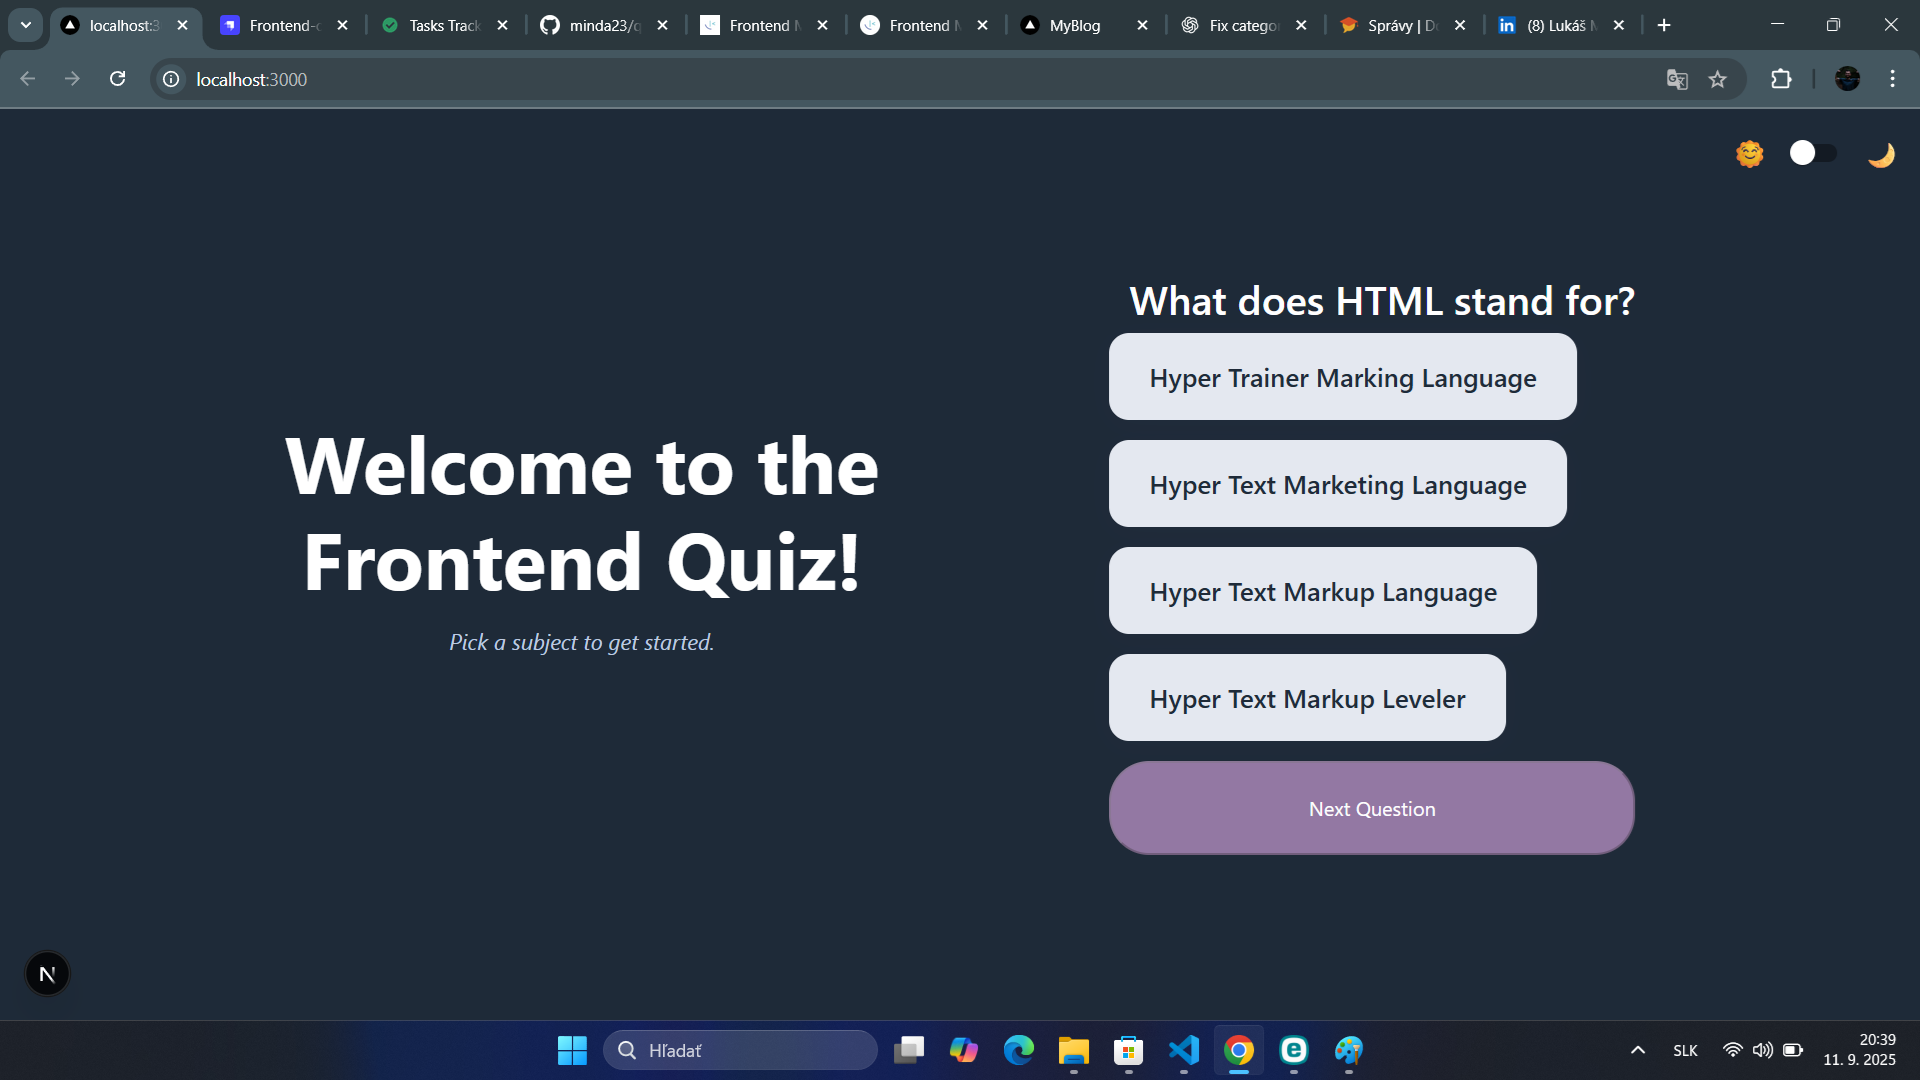 localhost:3
Frontend-c
Tasks Track
minda23/q
Frontend M
Frontend M
MyBlog
Fix catego
Správy | D
(8) Lukáš M
localhost:3000
What does HTML stand for?
Hyper Trainer Marking Language
Hyper Text Marketing Language
Hyper Text Markup Language
Hyper Text Markup Leveler
Next Question
Welcome to the
Frontend Quiz!
Pick a subject to get started.
N
Hľadať
SLK
20:39
11. 9. 2025